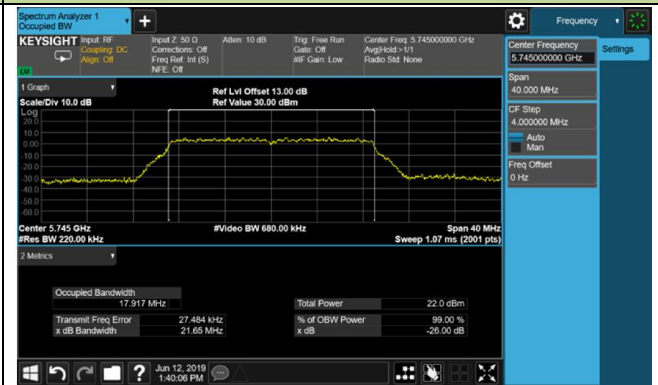 Spectrum Analyzer 1
Occupied BW
+
Frequency
KEYSIGHT
Input: RF
Coupling: DC
Align: Off
Input Z: 50 Ω
Corrections: Off
Freq Ref: Int (S)
NFE: Off
Atten: 10 dB
Trig: Free Run
Gate: Off
#IF Gain: Low
Center Freq: 5.745000000 GHz
Avg|Hold:>1/1
Radio Std: None
Center Frequency
5.745000000 GHz
Settings
Span
40.000 MHz
CF Step
4.000000 MHz
Auto
Man
Freq Offset
0 Hz
1 Graph
Scale/Div 10.0 dB
Ref Lvl Offset 13.00 dB
Ref Value 30.00 dBm
Log
20.0
10.0
0.00
-10.0
-20.0
-30.0
-40.0
-50.0
-60.0
Center 5.745 GHz
#Video BW 680.00 kHz
Span 40 MHz
#Res BW 220.00 kHz
Sweep 1.07 ms (2001 pts)
2 Metrics
Occupied Bandwidth
17.917 MHz
Total Power 22.0 dBm
Transmit Freq Error 27.484 kHz
% of OBW Power 99.00 %
x dB Bandwidth 21.65 MHz
x dB -26.00 dB
?
Jun 12, 2019
1:40:06 PM